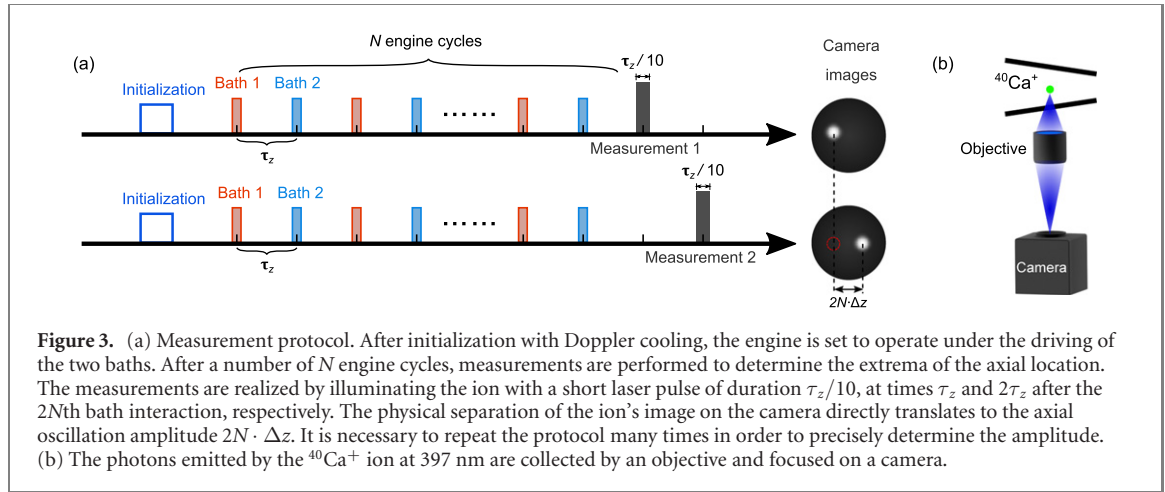 N engine cycles
Camera images
(a)
(b)
τz/10
Initialization
Bath 1
Bath 2
......
τz
Measurement 1
τz/10
Initialization
Bath 1
Bath 2
......
τz
Measurement 2
2N·Δz
⁴⁰Ca⁺
Objective
Camera
Figure 3. (a) Measurement protocol. After initialization with Doppler cooling, the engine is set to operate under the driving of
the two baths. After a number of N engine cycles, measurements are performed to determine the extrema of the axial location.
The measurements are realized by illuminating the ion with a short laser pulse of duration τz/10, at times τz and 2τz after the
2Nth bath interaction, respectively. The physical separation of the ion's image on the camera directly translates to the axial
oscillation amplitude 2N · Δz. It is necessary to repeat the protocol many times in order to precisely determine the amplitude.
(b) The photons emitted by the ⁴⁰Ca⁺ ion at 397 nm are collected by an objective and focused on a camera.